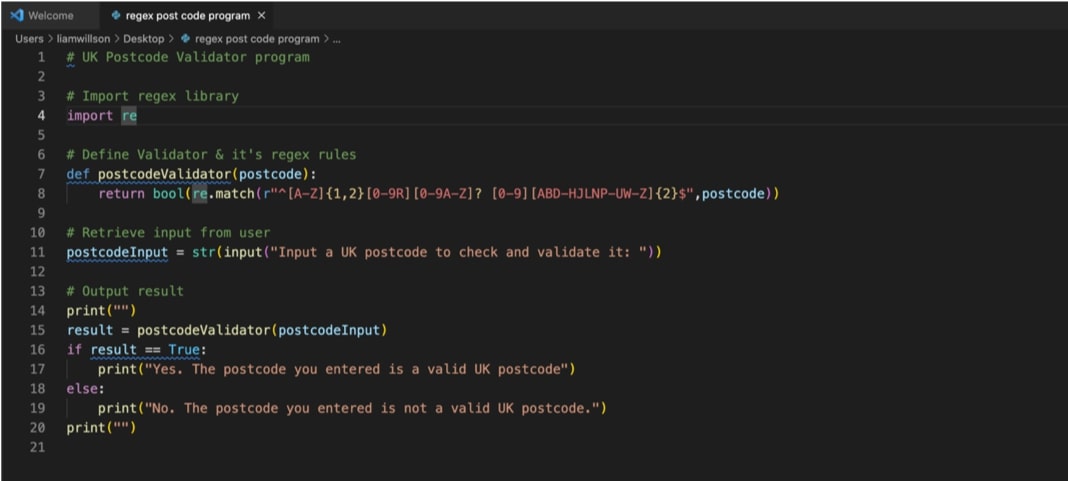 Welcome
regex post code program ×
Users > liamwillson > Desktop > regex post code program > ...
1 # UK Postcode Validator program
2
3 # Import regex library
4 import re
5
6 # Define Validator & it's regex rules
7 def postcodeValidator(postcode):
8     return bool(re.match(r"^[A-Z]{1,2}[0-9R][0-9A-Z]? [0-9][ABD-HJLNP-UW-Z]{2}$",postcode))
9
10 # Retrieve input from user
11 postcodeInput = str(input("Input a UK postcode to check and validate it: "))
12
13 # Output result
14 print("")
15 result = postcodeValidator(postcodeInput)
16 if result == True:
17     print("Yes. The postcode you entered is a valid UK postcode")
18 else:
19     print("No. The postcode you entered is not a valid UK postcode.")
20 print("")
21